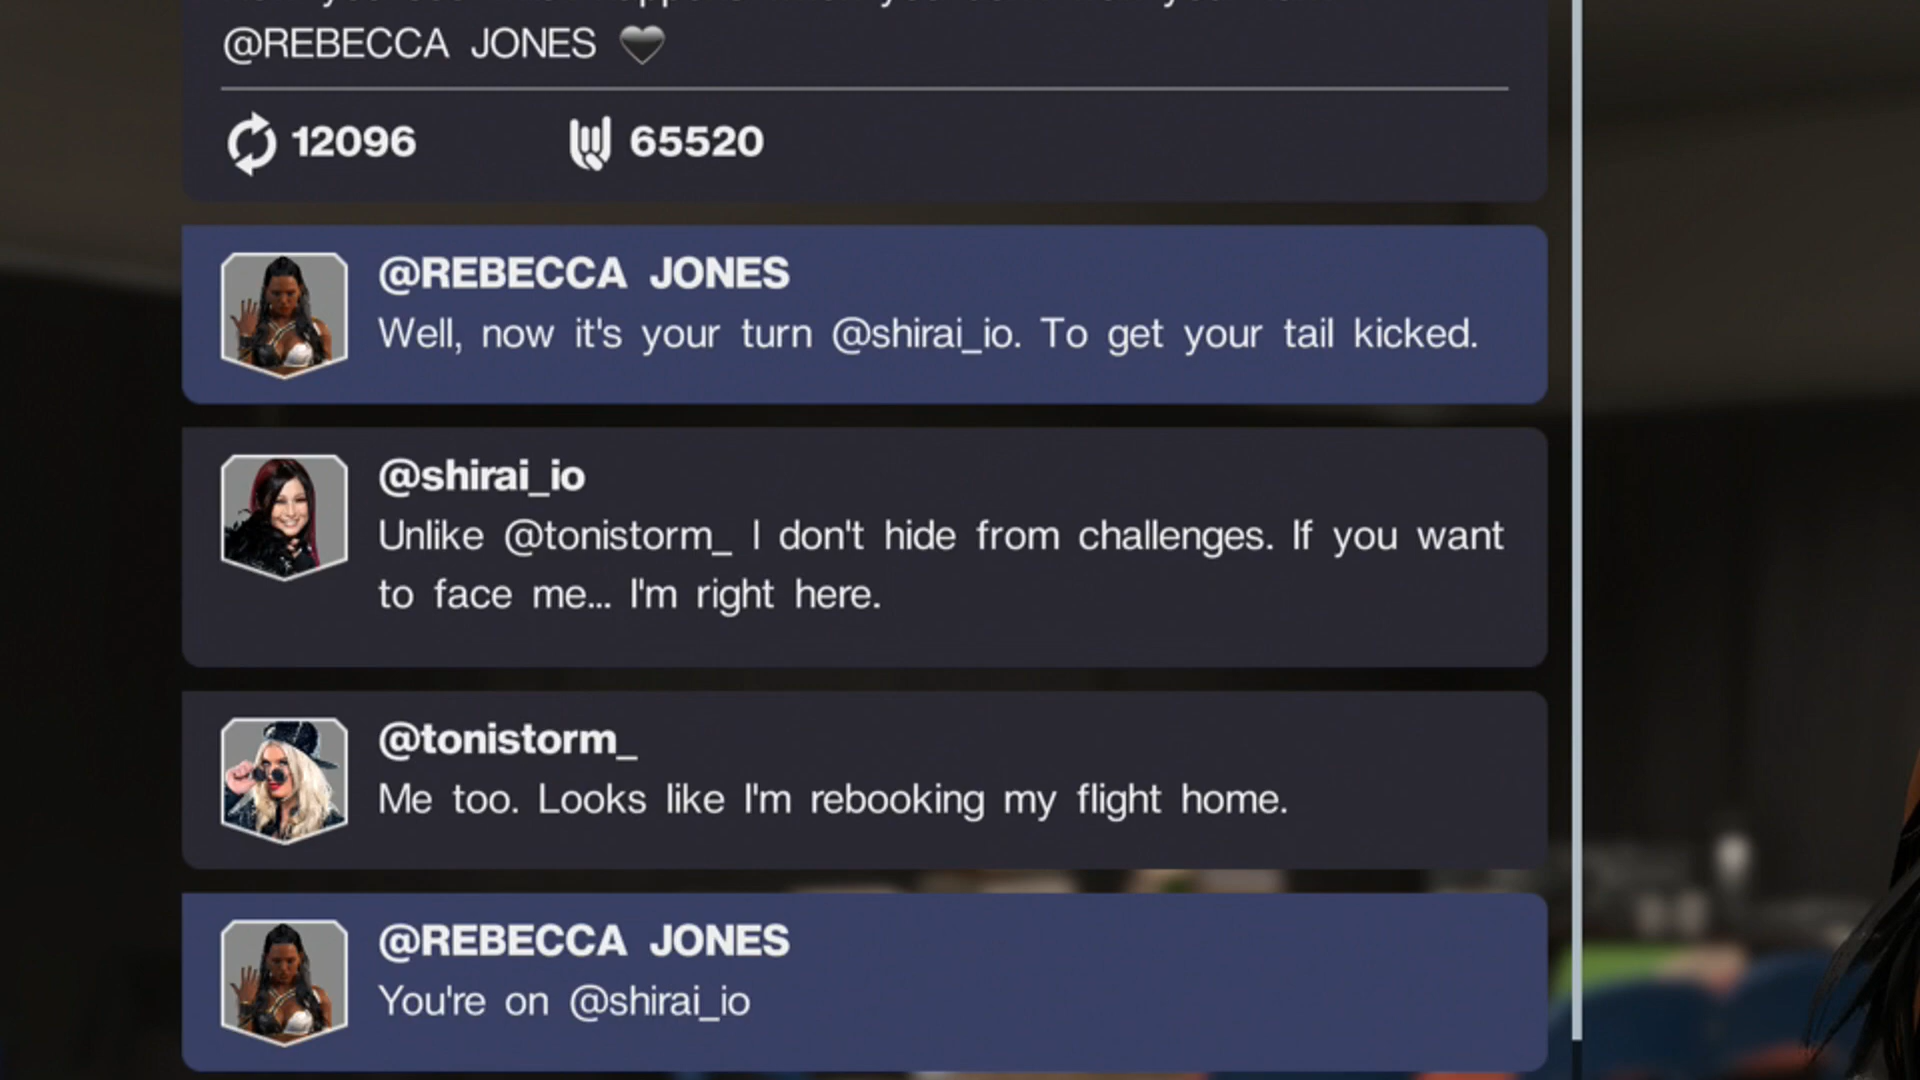 @REBECCA JONES 🖤
12096 65520
@REBECCA JONES
Well, now it's your turn @shirai_io. To get your tail kicked.
@shirai_io
Unlike @tonistorm_ I don't hide from challenges. If you want
to face me... I'm right here.
@tonistorm_
Me too. Looks like I'm rebooking my flight home.
@REBECCA JONES
You're on @shirai_io